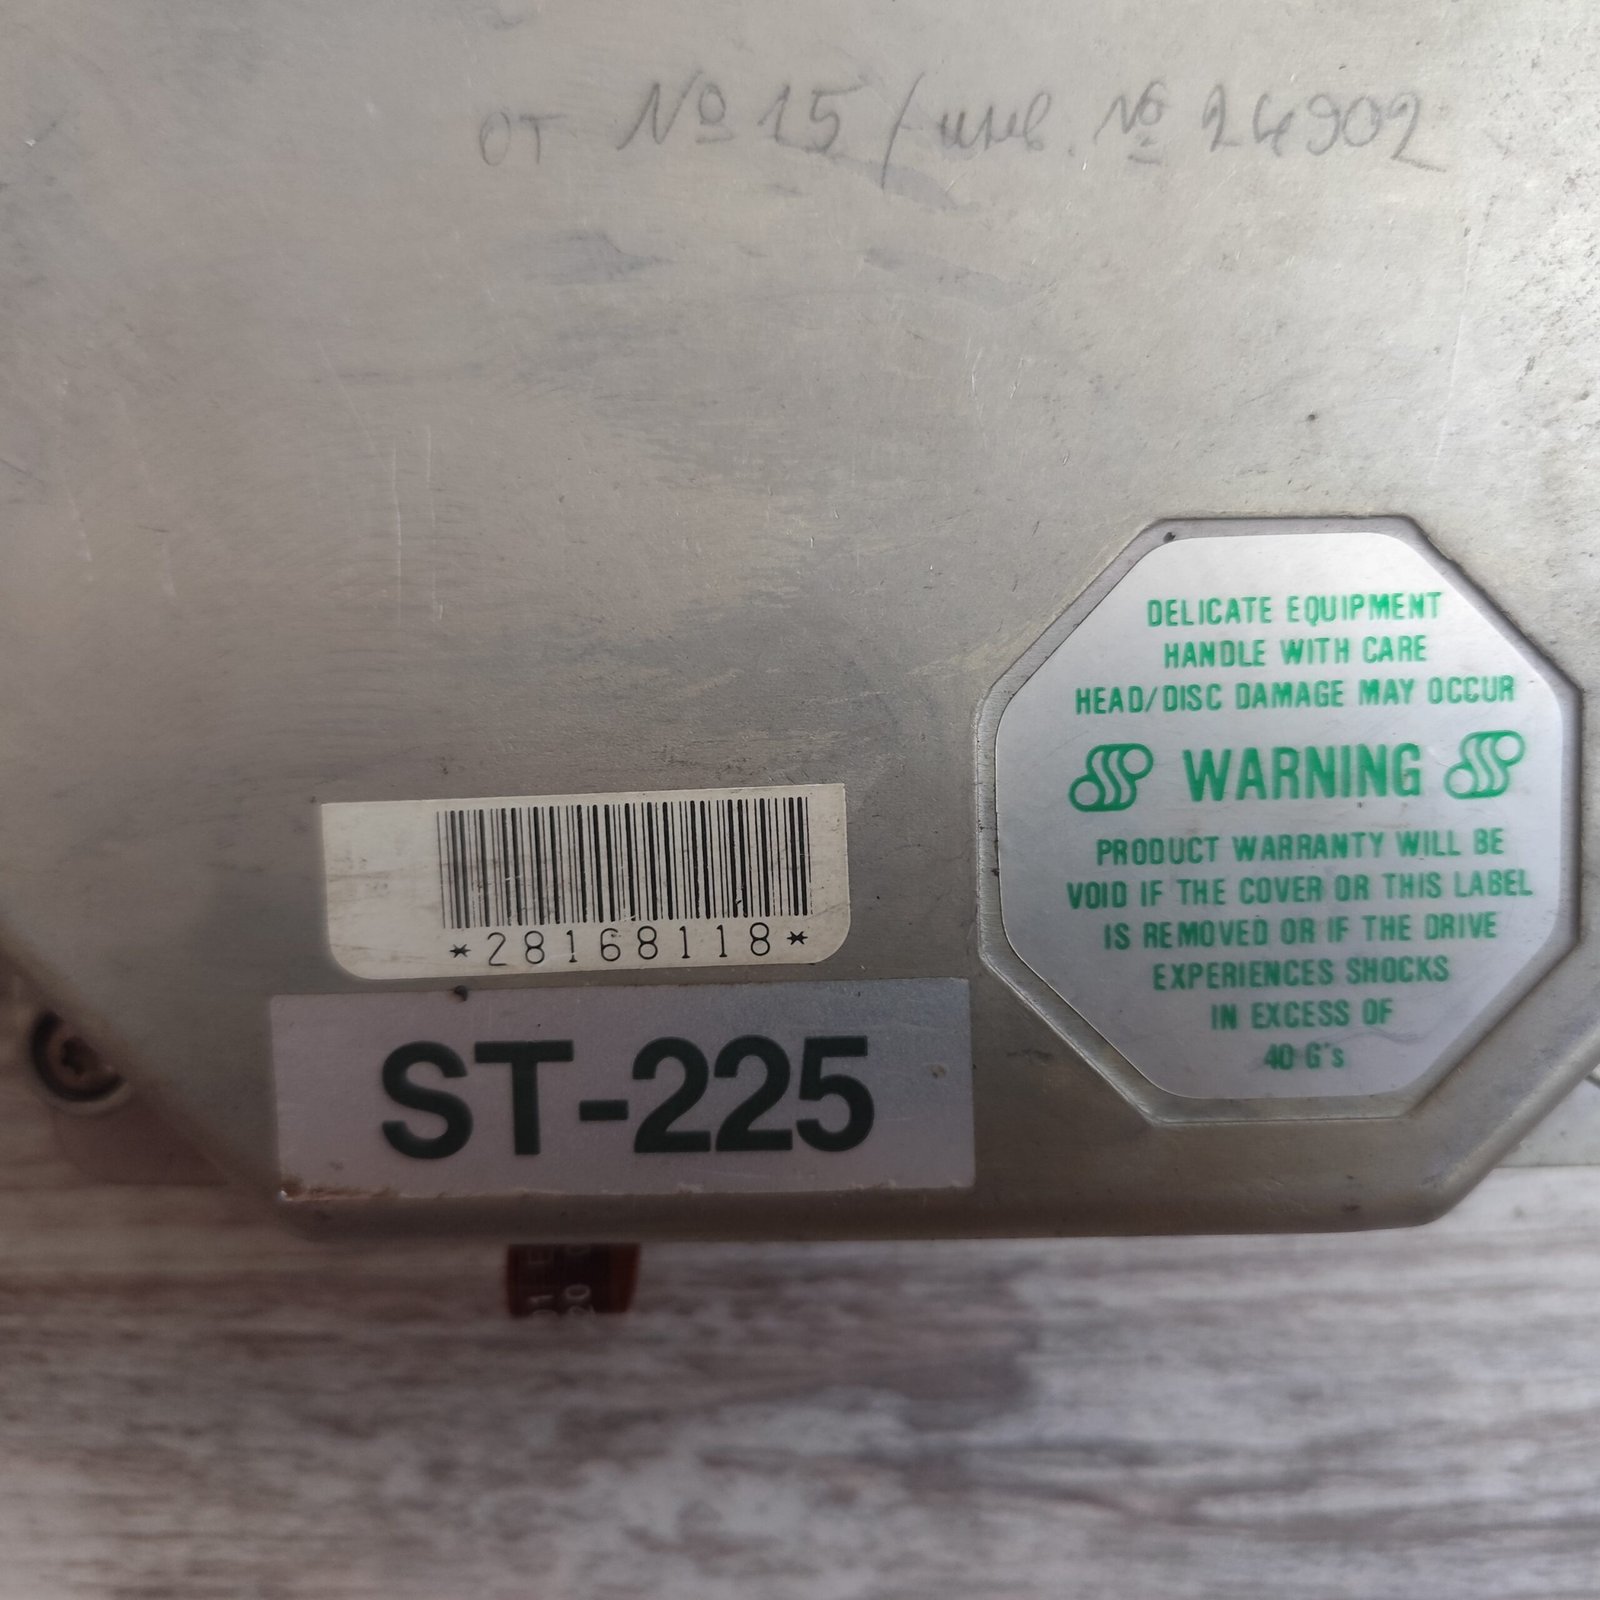 от № 15 / инв. № 24902
DELICATE EQUIPMENT
HANDLE WITH CARE
HEAD/DISC DAMAGE MAY OCCUR
WARNING
PRODUCT WARRANTY WILL BE
VOID IF THE COVER OR THIS LABEL
IS REMOVED OR IF THE DRIVE
EXPERIENCES SHOCKS
IN EXCESS OF
40 G's
*28168118*
ST-225